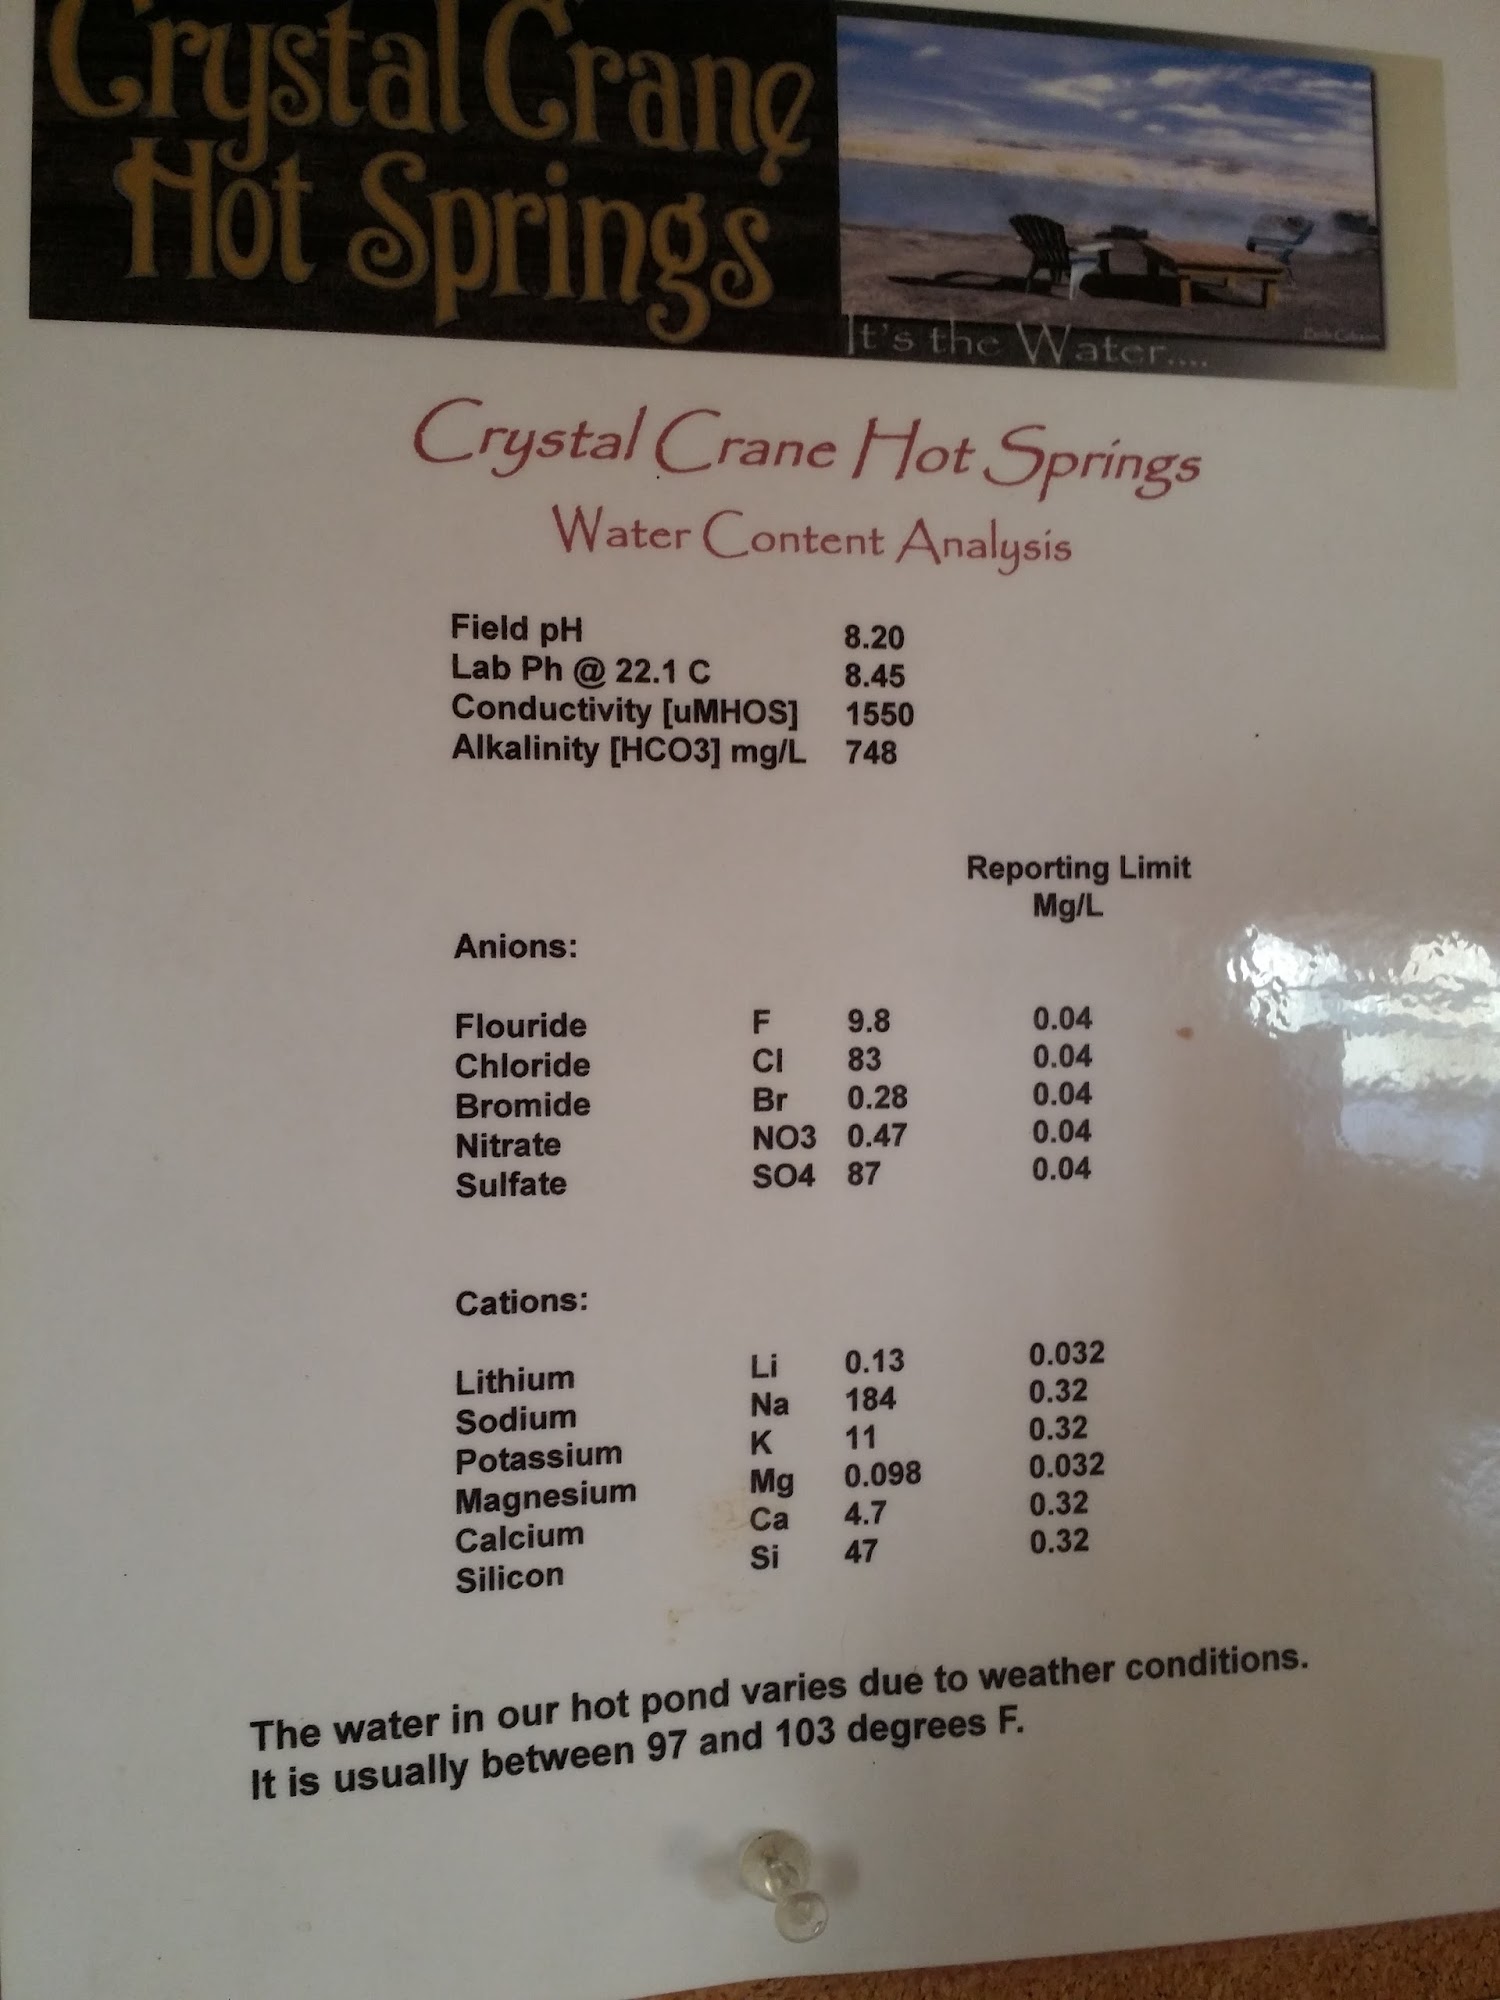 Crystal Crane
Hot Springs
It's the Water....
Crystal Crane Hot Springs
Water Content Analysis
Field pH 8.20
Lab Ph @ 22.1 C 8.45
Conductivity [uMHOS] 1550
Alkalinity [HCO3] mg/L 748
Reporting Limit
Mg/L
Anions:
Flouride F 9.8 0.04
Chloride Cl 83 0.04
Bromide Br 0.28 0.04
Nitrate NO3 0.47 0.04
Sulfate SO4 87 0.04
Cations:
Lithium Li 0.13 0.032
Sodium Na 184 0.32
Potassium K 11 0.32
Magnesium Mg 0.098 0.032
Calcium Ca 4.7 0.32
Silicon Si 47 0.32
The water in our hot pond varies due to weather conditions.
It is usually between 97 and 103 degrees F.